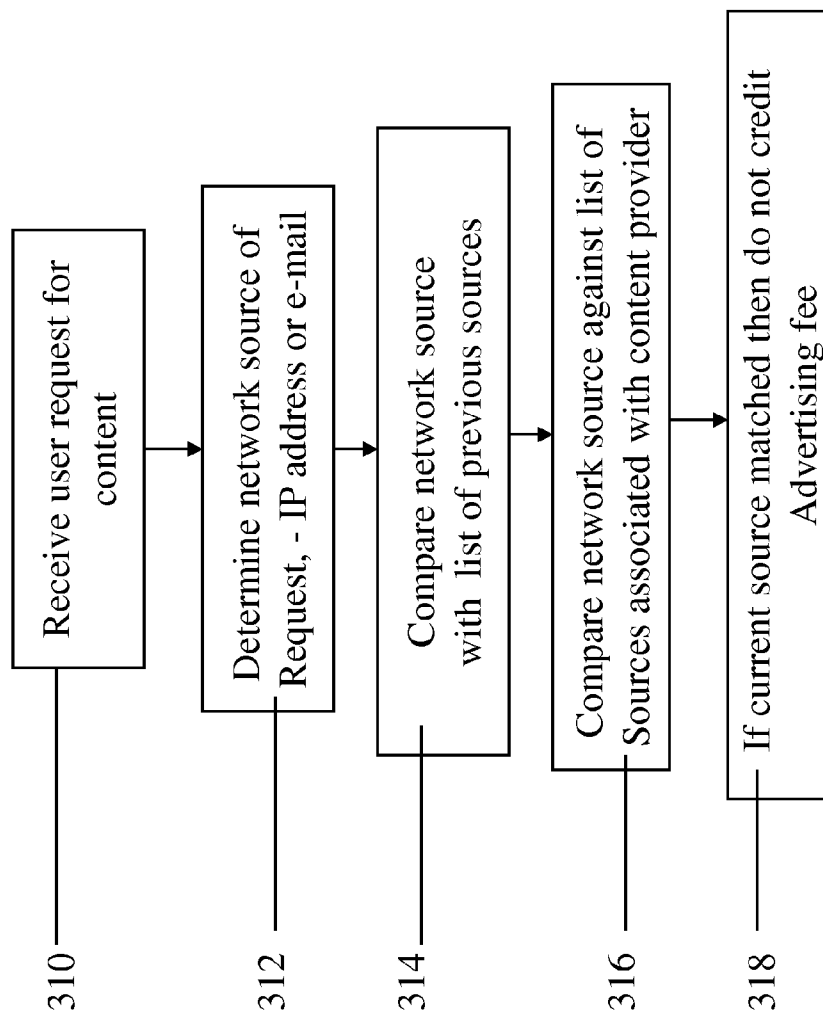 310
Receive user request for
content
312
Determine network source of
Request, - IP address or e-mail
314
Compare network source
with list of previous sources
316
Compare network source against list of
Sources associated with content provider
318
If current source matched then do not credit
Advertising fee